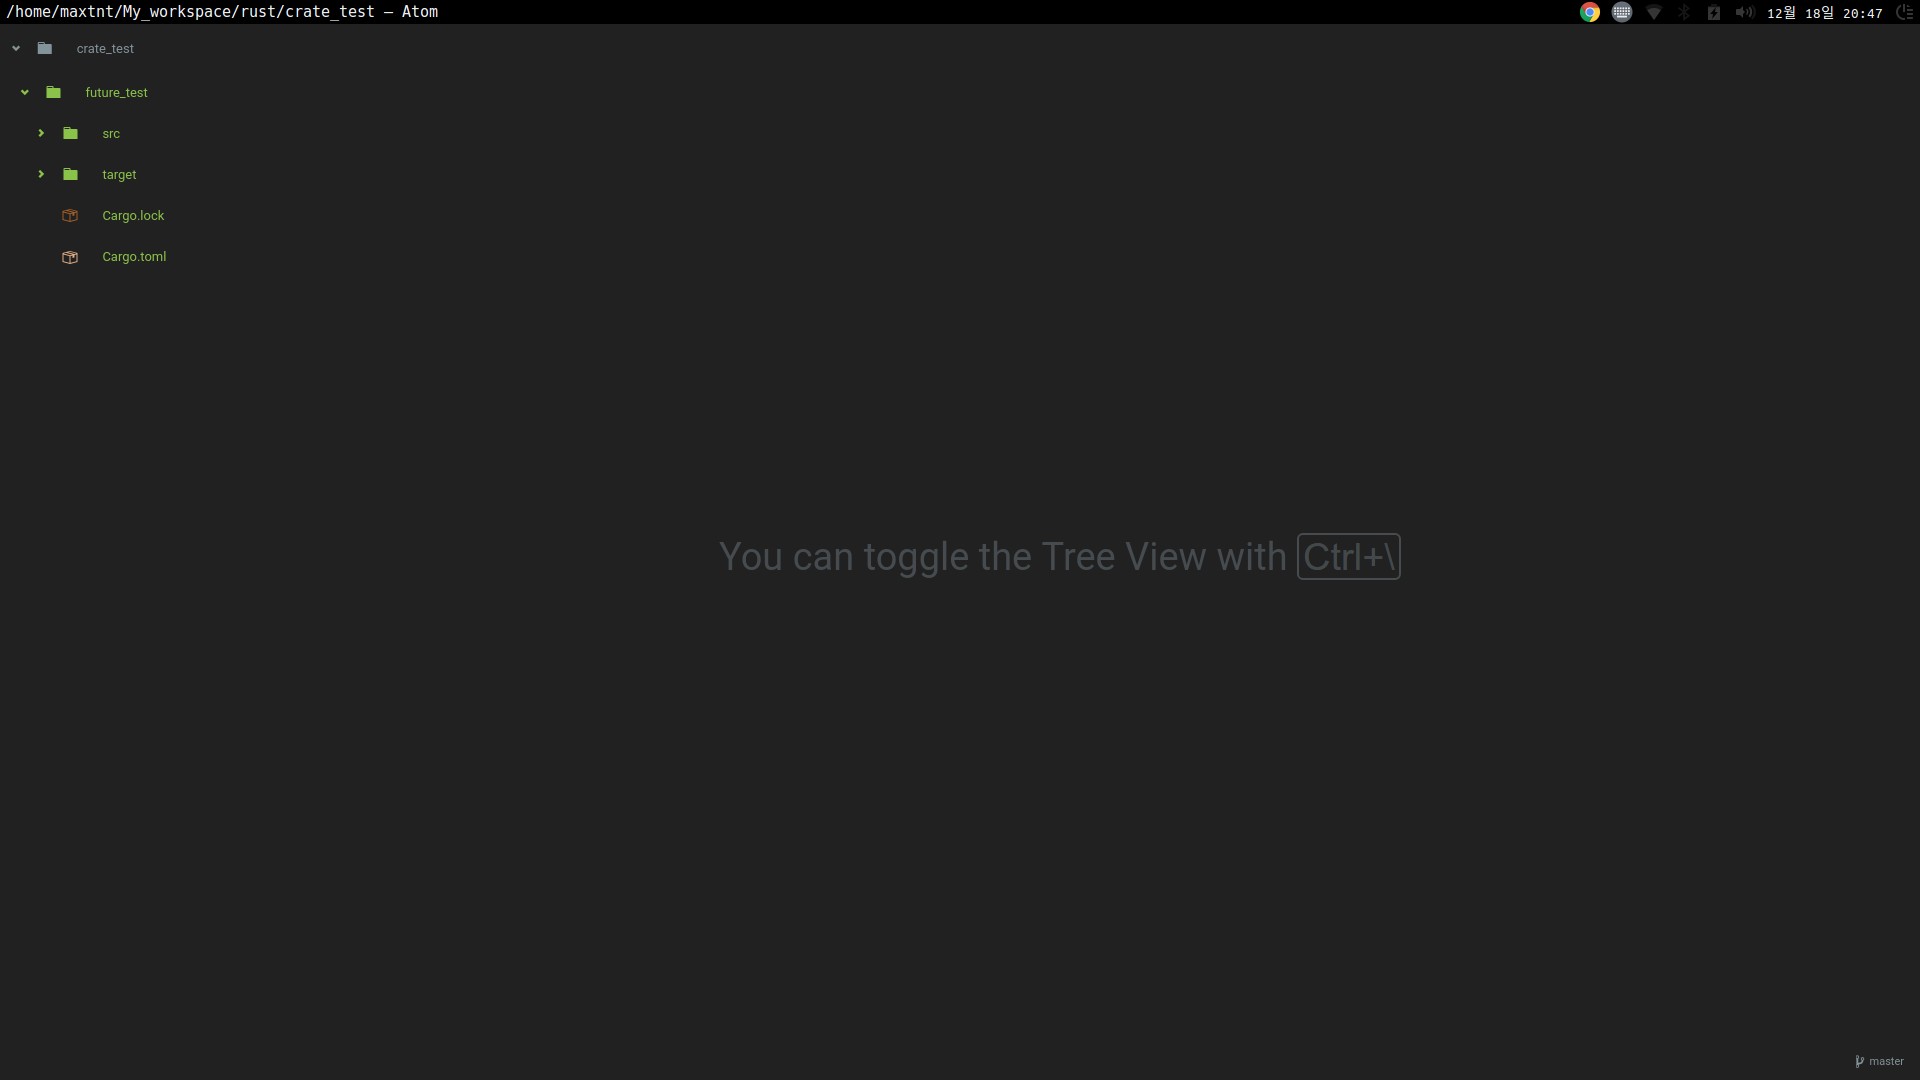 /home/maxtnt/My_workspace/rust/crate_test — Atom
12월 18일 20:47
crate_test
future_test
src
target
Cargo.lock
Cargo.toml
You can toggle the Tree View with Ctrl+\
master